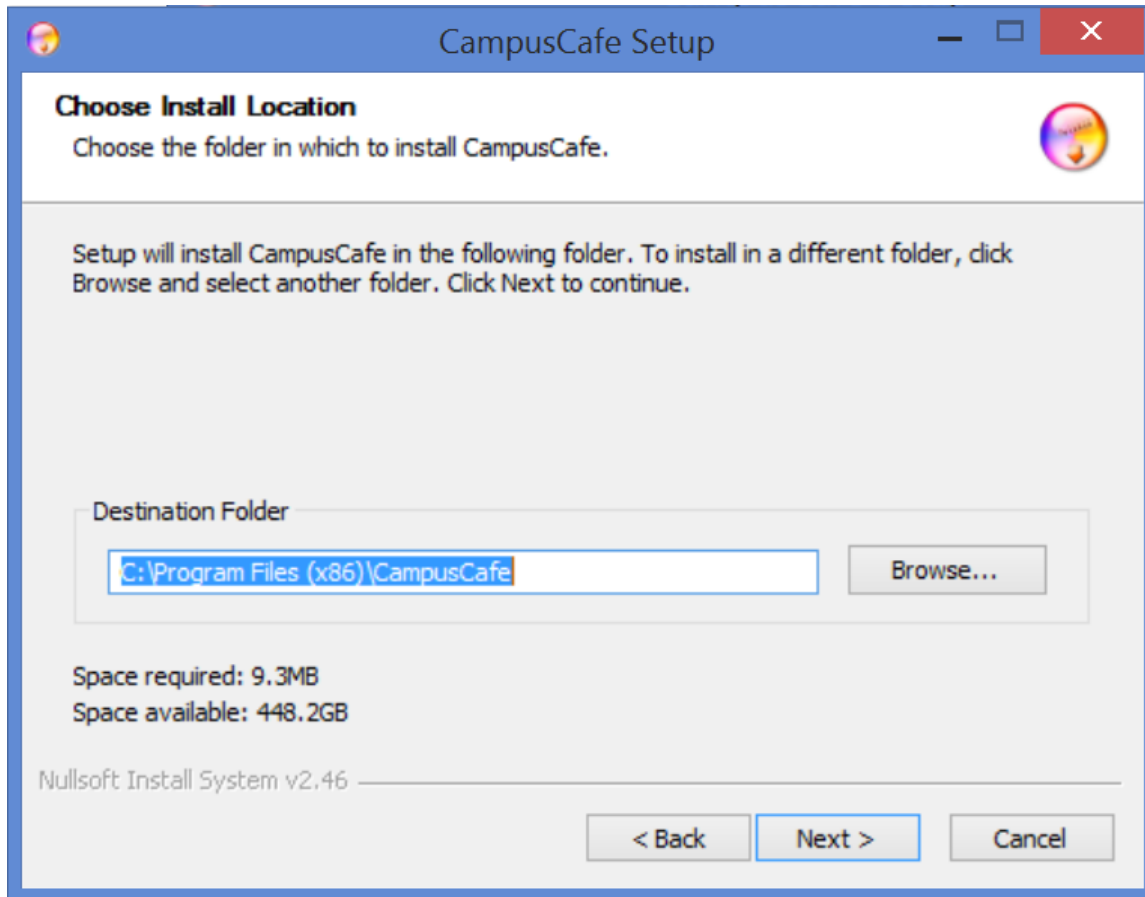 CampusCafe Setup
Choose Install Location
Choose the folder in which to install CampusCafe.
Setup will install CampusCafe in the following folder. To install in a different folder, click
Browse and select another folder. Click Next to continue.
Destination Folder
C:\Program Files (x86)\CampusCafe
Browse...
Space required: 9.3MB
Space available: 448.2GB
Nullsoft Install System v2.46
< Back
Next >
Cancel